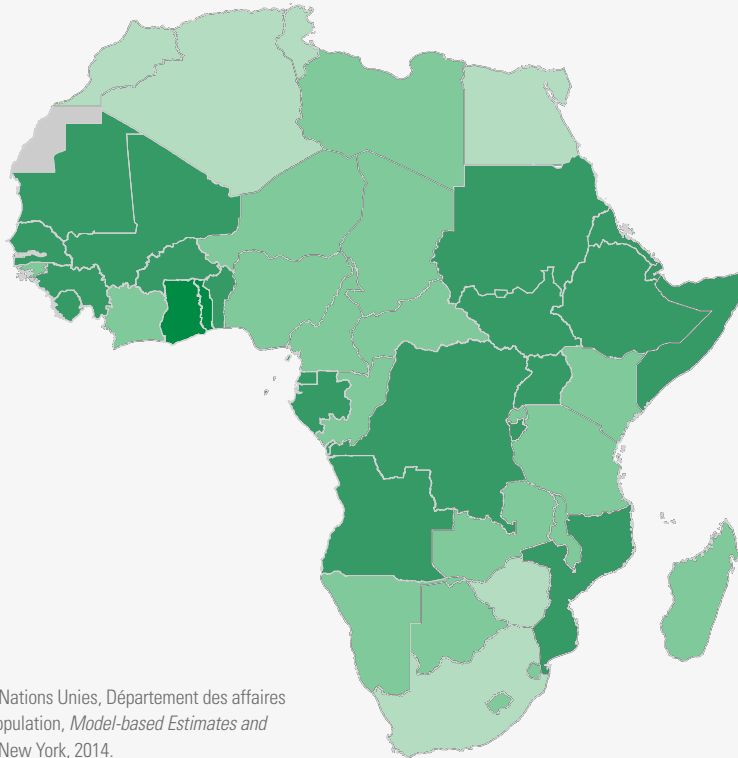 Nations Unies, Département des affaires
opulation, Model-based Estimates and
New York, 2014.